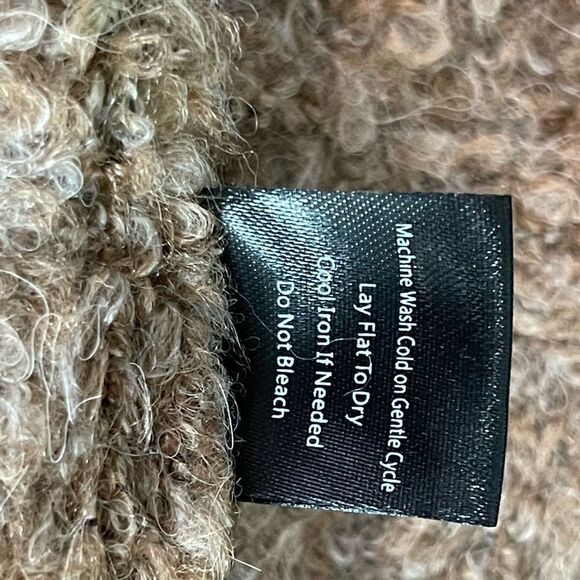 Machine Wash Cold on Gentle Cycle
Lay Flat To Dry
Cool Iron If Needed
Do Not Bleach